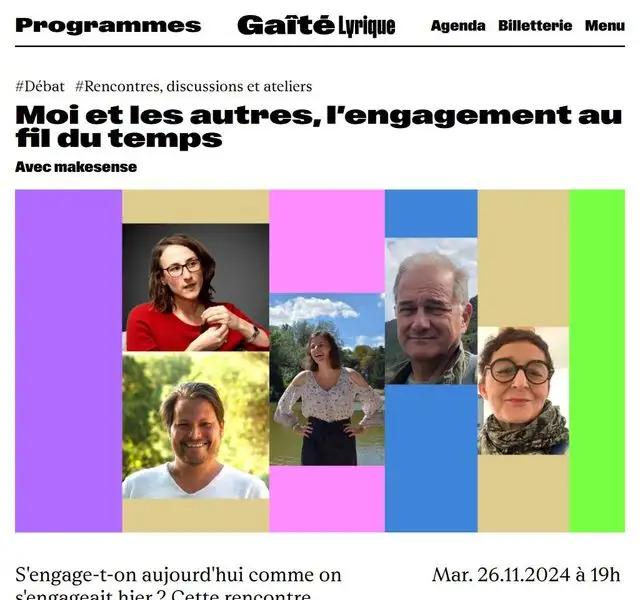 Programmes
Gaîté Lyrique
Agenda Billetterie Menu
#Débat #Rencontres, discussions et ateliers
Moi et les autres, l'engagement au
fil du temps
Avec makesense
S'engage-t-on aujourd'hui comme on
s'engageait hier ? Cette rencontre
Mar. 26.11.2024 à 19h